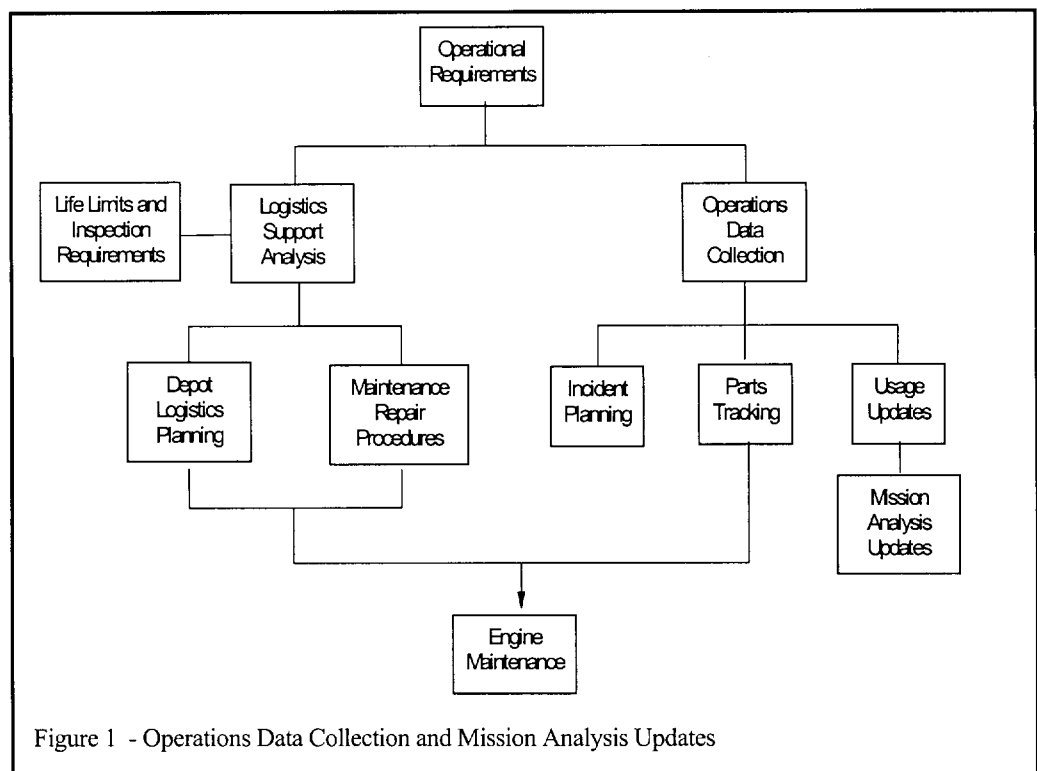 Operational
Requirements
Life Limits and
Inspection
Requirements
Logistics
Support
Analysis
Operations
Data
Collection
Depot
Logistics
Planning
Maintenance
Repair
Procedures
Incident
Planning
Parts
Tracking
Usage
Updates
Mission
Analysis
Updates
Engine
Maintenance
Figure 1 - Operations Data Collection and Mission Analysis Updates